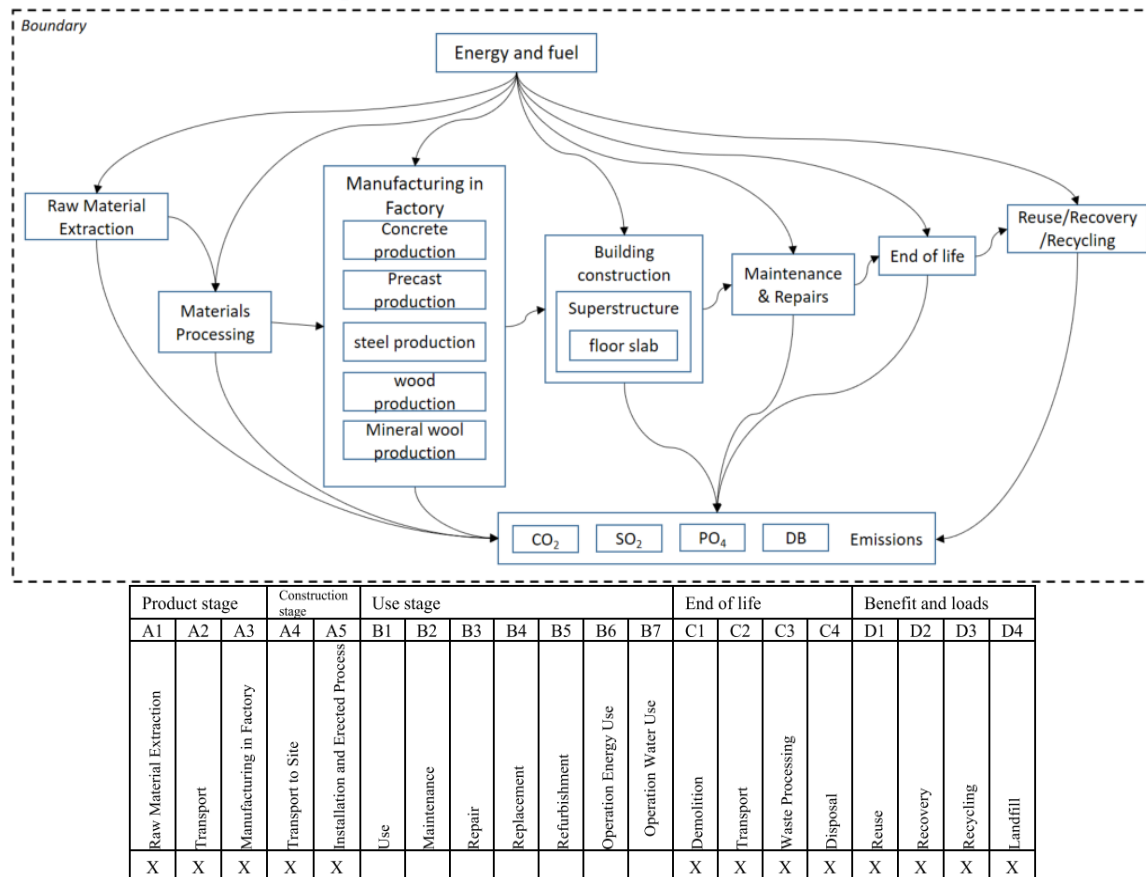 Boundary
Energy and fuel
Raw Material
Extraction
Materials
Processing
Manufacturing in
Factory
Concrete
production
Precast
production
steel production
wood
production
Mineral wool
production
Building
construction
Superstructure
floor slab
Maintenance
& Repairs
End of life
Reuse/Recovery
/Recycling
CO₂ SO₂ PO₄ DB Emissions
Product stage Construction stage Use stage End of life Benefit and loads
A1 A2 A3 A4 A5 B1 B2 B3 B4 B5 B6 B7 C1 C2 C3 C4 D1 D2 D3 D4
Raw Material Extraction
Transport
Manufacturing in Factory
Transport to Site
Installation and Erected Process
Use
Maintenance
Repair
Replacement
Refurbishment
Operation Energy Use
Operation Water Use
Demolition
Transport
Waste Processing
Disposal
Reuse
Recovery
Recycling
Landfill
X X X X X X X X X X X X X